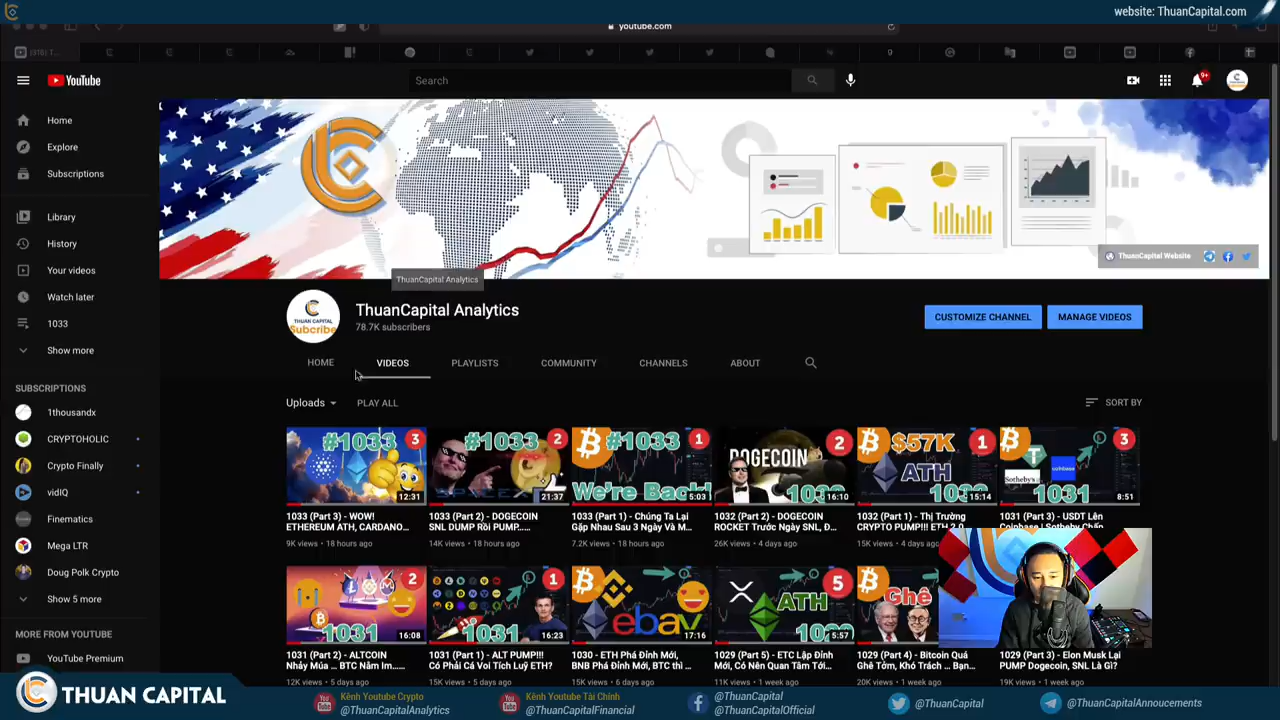 website: ThuanCapital.com
youtube.com
YouTube
Search
9+
Home
Explore
Subscriptions
Library
History
Your videos
Watch later
1033
Show more
SUBSCRIPTIONS
1thousandx
CRYPTOHOLIC
Crypto Finally
vidIQ
Finematics
Mega LTR
Doug Polk Crypto
Show 5 more
MORE FROM YOUTUBE
YouTube Premium
ThuanCapital Website
ThuanCapital Analytics
THUAN CAPITAL
Subcribe
ThuanCapital Analytics
78.7K subscribers
CUSTOMIZE CHANNEL
MANAGE VIDEOS
HOME
VIDEOS
PLAYLISTS
COMMUNITY
CHANNELS
ABOUT
Uploads
PLAY ALL
SORT BY
#1033
3
12:31
1033 (Part 3) - WOW!
ETHEREUM ATH, CARDANO...
9K views • 18 hours ago
#1033
2
21:37
1033 (Part 2) - DOGECOIN
SNL DUMP Rồi PUMP.....
14K views • 18 hours ago
#1033
1
We're Back!
5:03
1033 (Part 1) - Chúng Ta Lại
Gặp Nhau Sau 3 Ngày Và M...
7.2K views • 18 hours ago
DOGECOIN
2
16:10
1032 (Part 2) - DOGECOIN
ROCKET Trước Ngày SNL, Đ...
26K views • 4 days ago
$57K
ATH
1
15:14
1032 (Part 1) - Thị Trường
CRYPTO PUMP!!! ETH 2.0
15K views • 4 days ago
Sotheby's
coinbase
1031
3
8:51
1031 (Part 3) - USDT Lên
Coinbase | Sotheby Chấp
1031
2
16:08
1031 (Part 2) - ALTCOIN
Nhảy Múa ... BTC Nằm Im....
12K views • 5 days ago
1031
1
16:23
1031 (Part 1) - ALT PUMP!!!
Có Phải Cá Voi Tích Luỹ ETH?
15K views • 5 days ago
ebay
17:16
1030 - ETH Phá Đỉnh Mới,
BNB Phá Đỉnh Mới, BTC thì ...
15K views • 6 days ago
ATH
5
5:57
1029 (Part 5) - ETC Lập Đỉnh
Mới, Có Nên Quan Tâm Tới...
Ghê
1029 (Part 4) - Bitcoin Quá
Ghê Tởm, Khó Trách ... Bạn...
20K views • 1 week ago
1029 (Part 3) - Elon Musk Lại
PUMP Dogecoin, SNL Là Gì?
19K views • 1 week ago
THUAN CAPITAL
Kênh Youtube Crypto
@ThuanCapitalAnalytics
Kênh Youtube Tài Chính
@ThuanCapitalFinancial
@ThuanCapital
@ThuanCapitalOfficial
@ThuanCapital
@ThuanCapitalAnnoucements